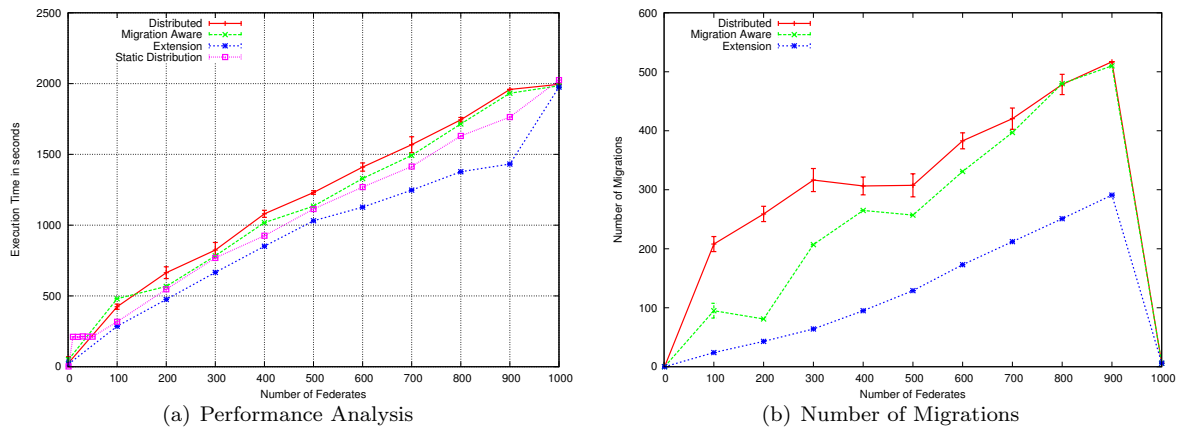 Distributed
Migration Aware
Extension
Static Distribution
2500
2000
1500
1000
500
0
Execution Time in seconds
0 100 200 300 400 500 600 700 800 900 1000
Number of Federates
(a) Performance Analysis
Distributed
Migration Aware
Extension
600
500
400
300
200
100
0
Number of Migrations
0 100 200 300 400 500 600 700 800 900 1000
Number of Federates
(b) Number of Migrations